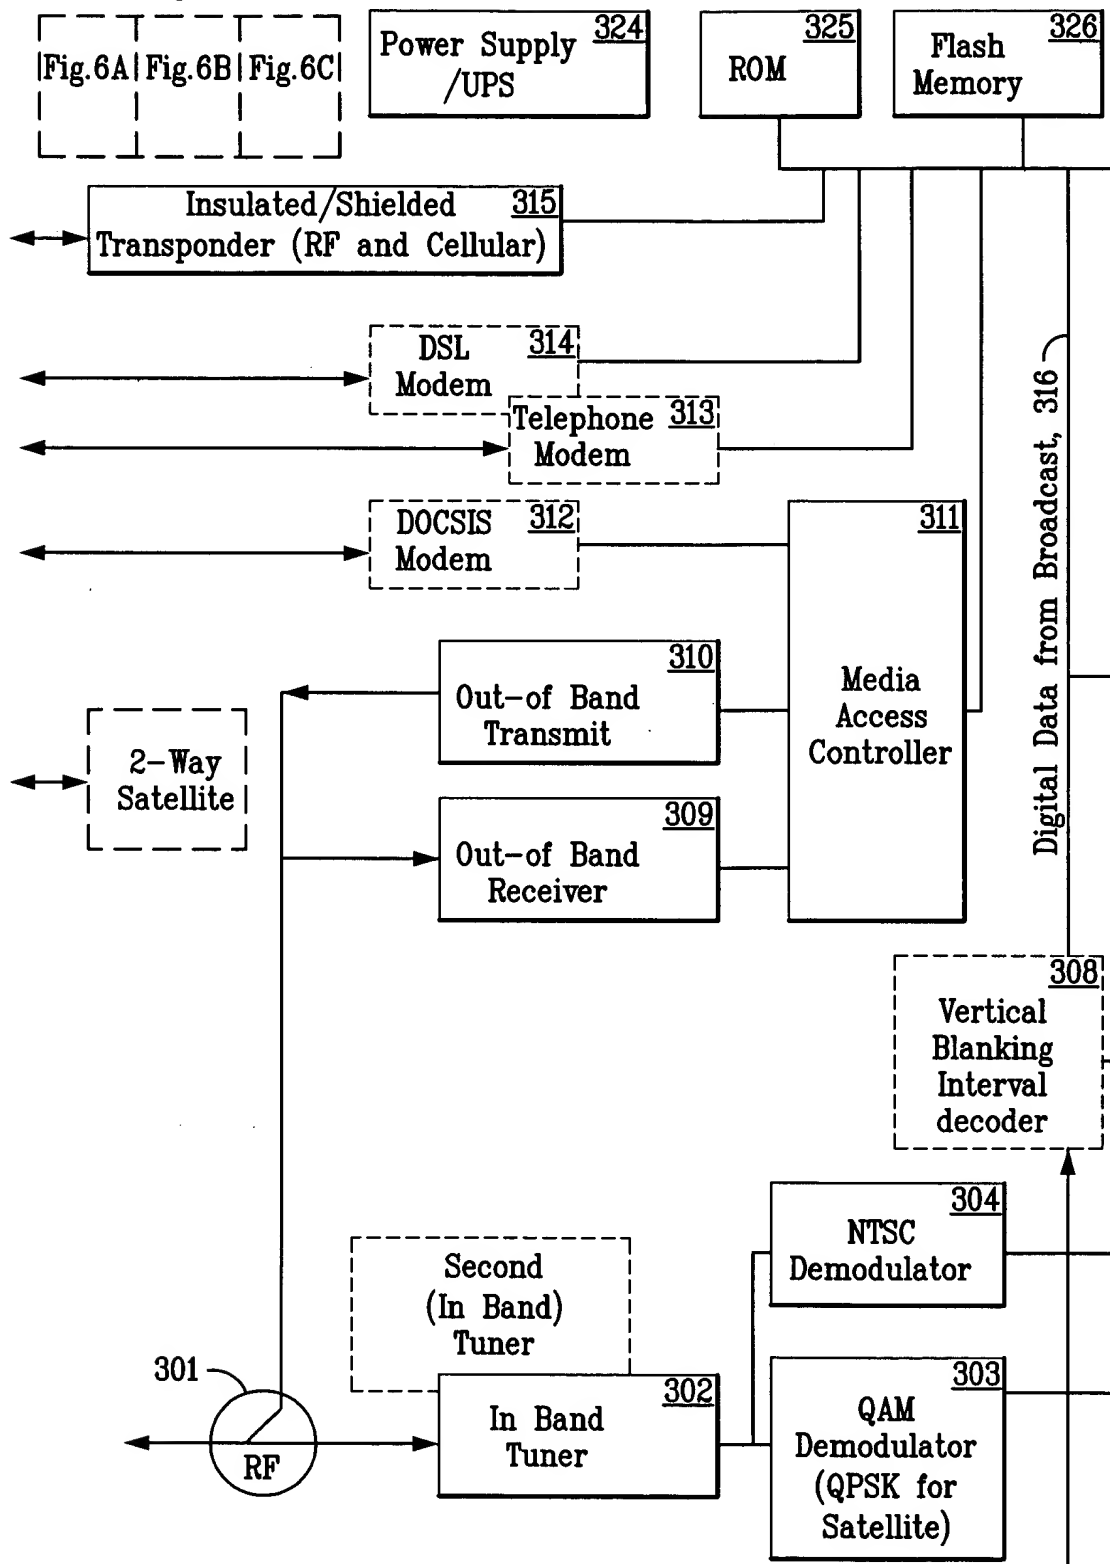 Fig.6A Fig.6B Fig.6C
324
Power Supply
/UPS
325
ROM
326
Flash
Memory
315
Insulated/Shielded
Transponder (RF and Cellular)
314
DSL
Modem
313
Telephone
Modem
312
DOCSIS
Modem
311
Media
Access
Controller
Digital Data from Broadcast, 316
310
Out-of Band
Transmit
2-Way
Satellite
309
Out-of Band
Receiver
308
Vertical
Blanking
Interval
decoder
304
NTSC
Demodulator
Second
(In Band)
Tuner
301
RF
302
In Band
Tuner
303
QAM
Demodulator
(QPSK for
Satellite)